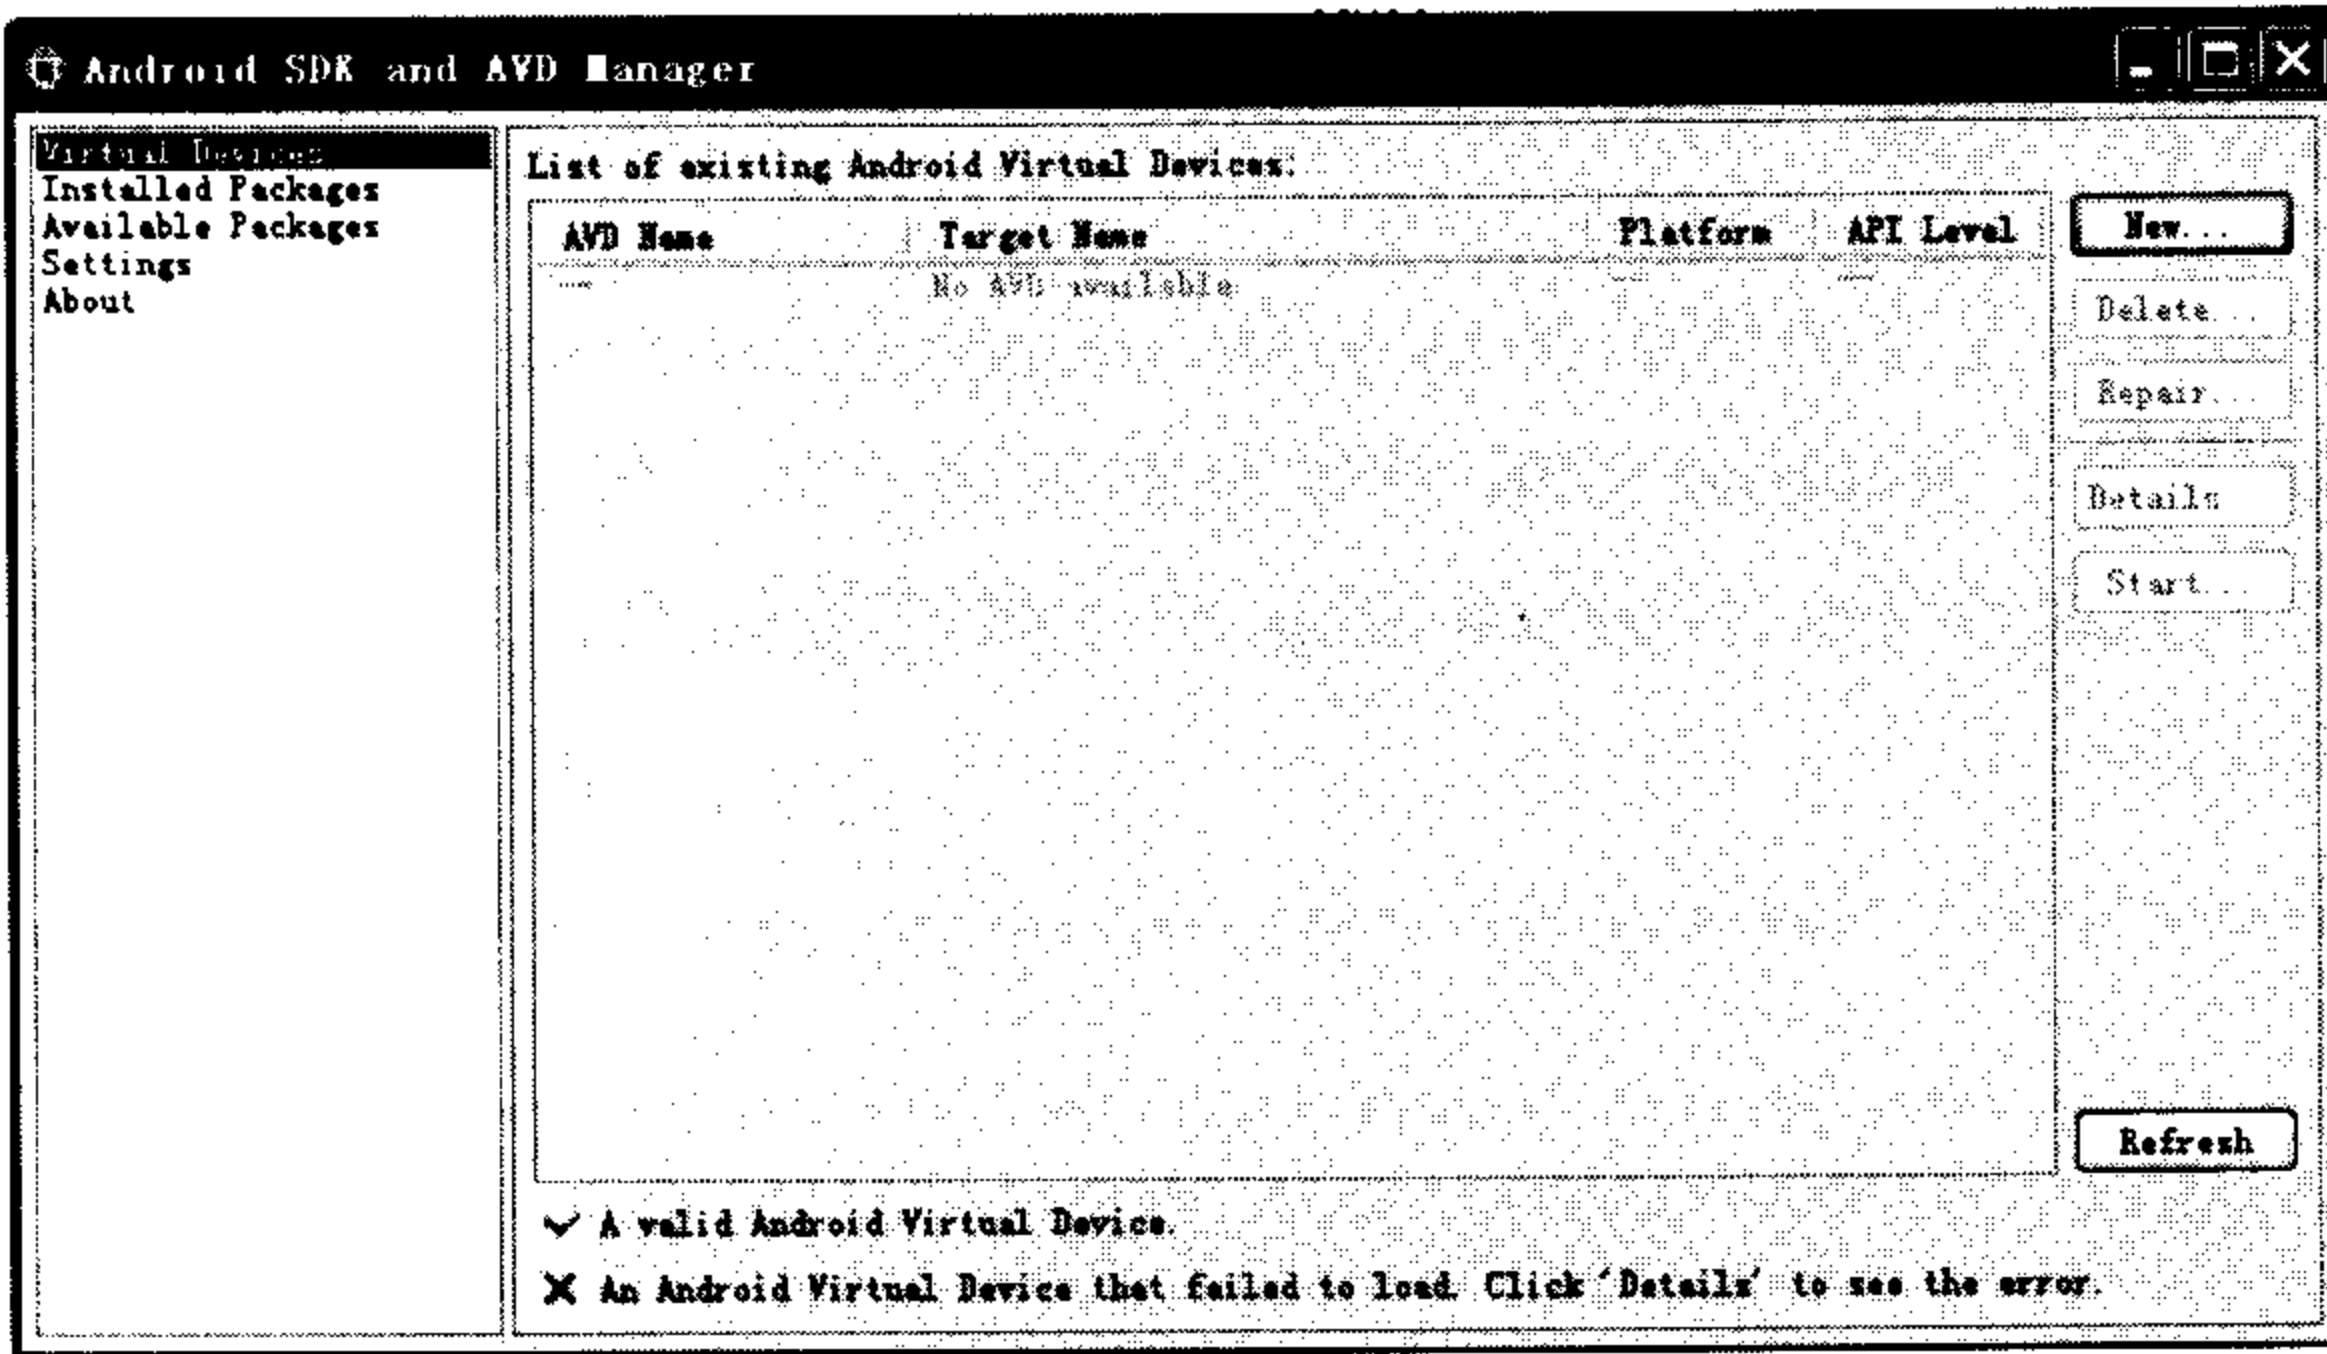 Android SDK and AVD Manager
Virtual Devices
Installed Packages
Available Packages
Settings
About
List of existing Android Virtual Devices:
AVD Name Target Name Platform API Level
--- No AVD available --- ---
New...
Delete...
Repair...
Details
Start...
Refresh
A valid Android Virtual Device.
An Android Virtual Device that failed to load. Click 'Details' to see the error.